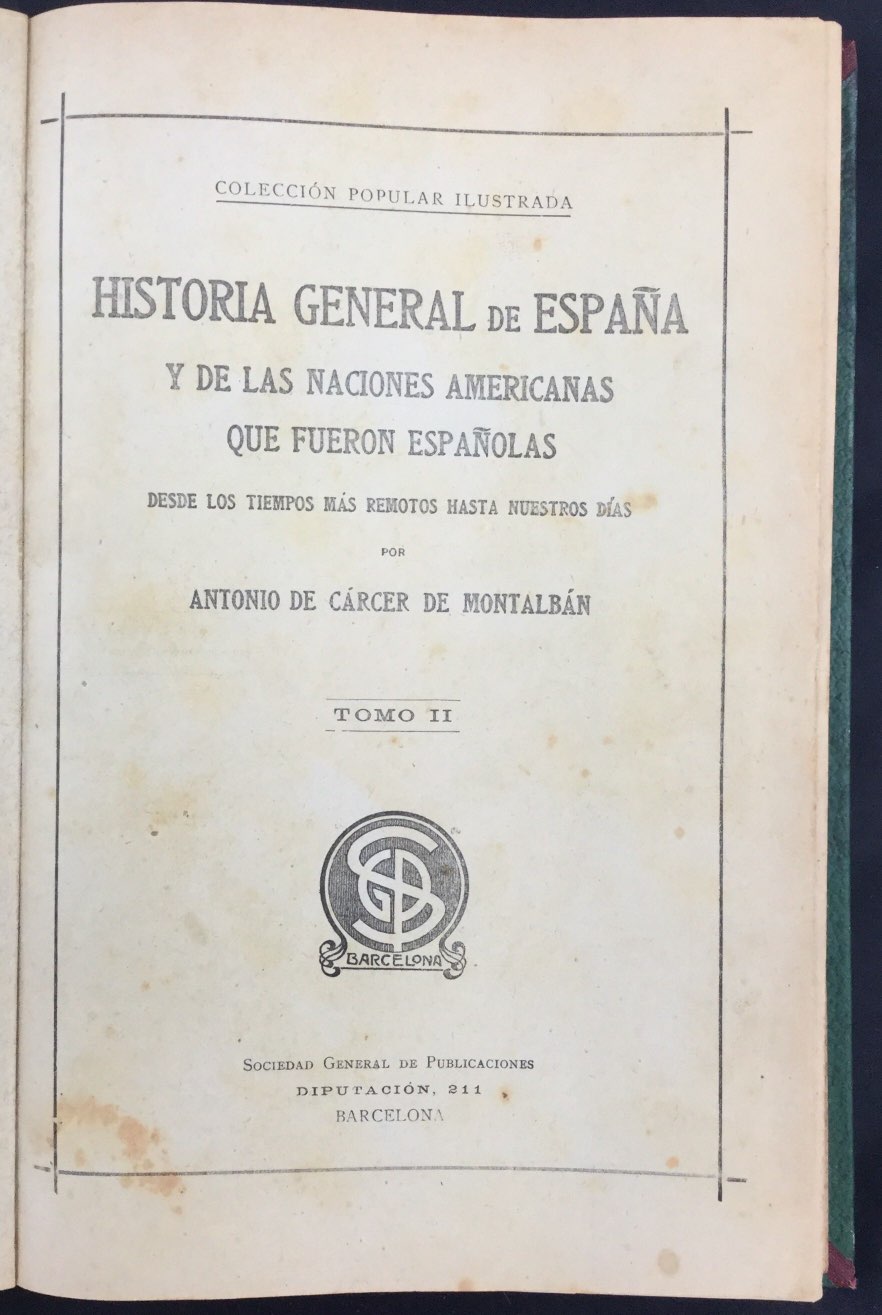 COLECCIÓN POPULAR ILUSTRADA
HISTORIA GENERAL DE ESPAÑA
Y DE LAS NACIONES AMERICANAS
QUE FUERON ESPAÑOLAS
DESDE LOS TIEMPOS MÁS REMOTOS HASTA NUESTROS DÍAS
POR
ANTONIO DE CÁRCER DE MONTALBÁN
TOMO II
SGDP
BARCELONA
SOCIEDAD GENERAL DE PUBLICACIONES
DIPUTACIÓN, 211
BARCELONA